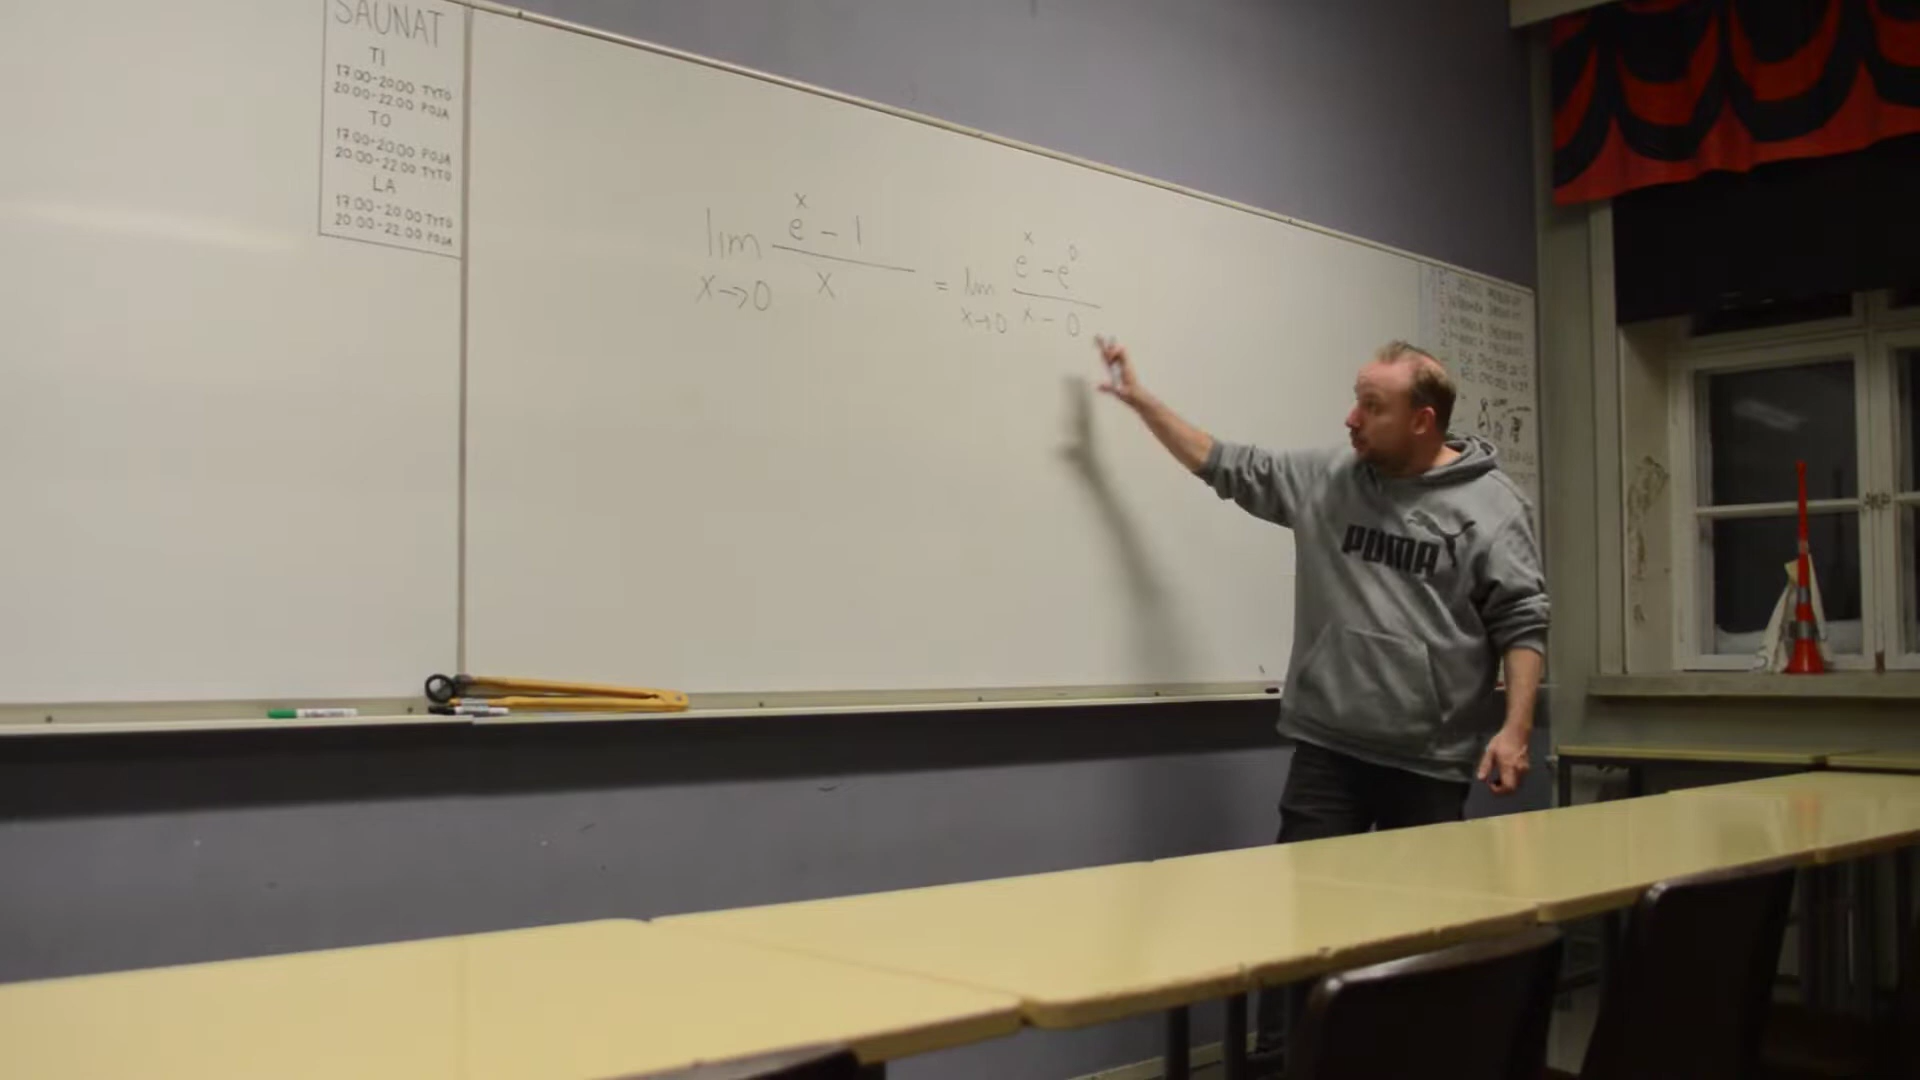 SAUNAT
TI
17.00-20.00 TYTÖ
20.00-22.00 POJA
TO
17.00-20.00 POJA
20.00-22.00 TYTÖ
LA
17.00-20.00 TYTÖ
20.00-22.00 POJA
lim x→0 (e^x - 1)/x = lim x→0 (e^x - e^0)/(x - 0)
PUMA